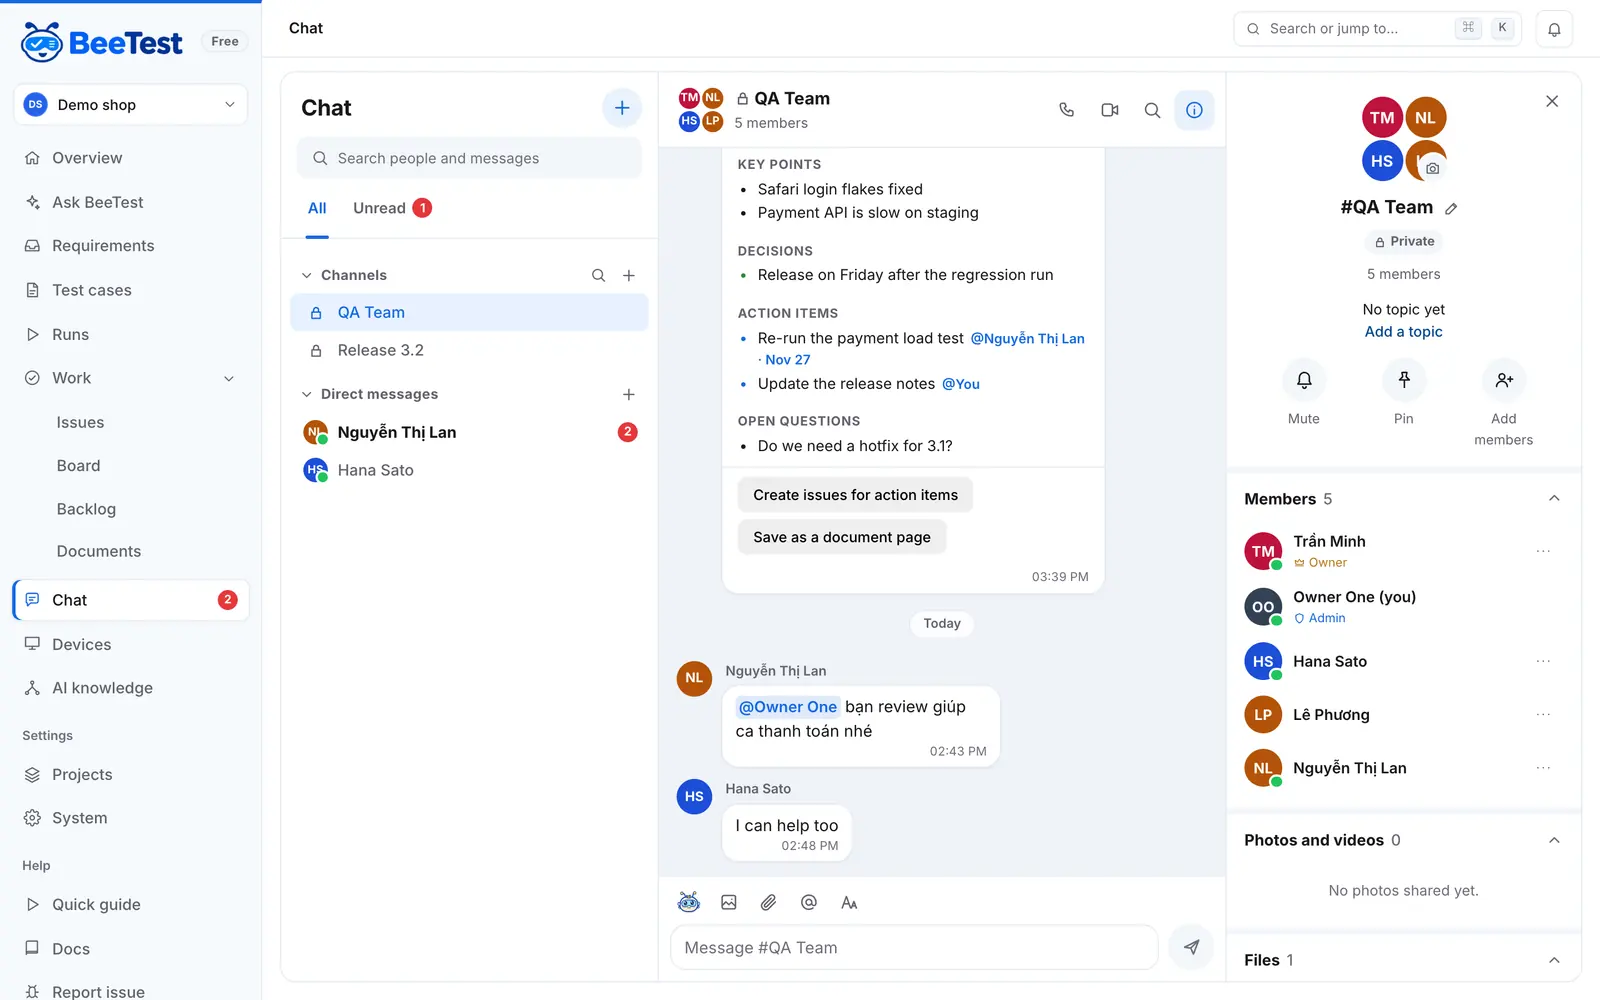 BeeTest
Free
DS Demo shop
Overview
Ask BeeTest
Requirements
Test cases
Runs
Work
Issues
Board
Backlog
Documents
Chat 2
Devices
AI knowledge
Settings
Projects
System
Help
Quick guide
Docs
Report issue
Chat
Search or jump to... ⌘ K
Chat
Search people and messages
All Unread 1
Channels
QA Team
Release 3.2
Direct messages
NL Nguyễn Thị Lan 2
HS Hana Sato
TM NL HS LP
QA Team
5 members
KEY POINTS
• Safari login flakes fixed
• Payment API is slow on staging
DECISIONS
• Release on Friday after the regression run
ACTION ITEMS
• Re-run the payment load test @Nguyễn Thị Lan
· Nov 27
• Update the release notes @You
OPEN QUESTIONS
• Do we need a hotfix for 3.1?
Create issues for action items
Save as a document page
03:39 PM
Today
NL
Nguyễn Thị Lan
@Owner One bạn review giúp
ca thanh toán nhé
02:43 PM
HS
Hana Sato
I can help too
02:48 PM
Message #QA Team
TM NL
HS
#QA Team
Private
5 members
No topic yet
Add a topic
Mute
Pin
Add
members
Members 5
TM Trần Minh
Owner
OO Owner One (you)
Admin
HS Hana Sato
LP Lê Phương
NL Nguyễn Thị Lan
Photos and videos 0
No photos shared yet.
Files 1